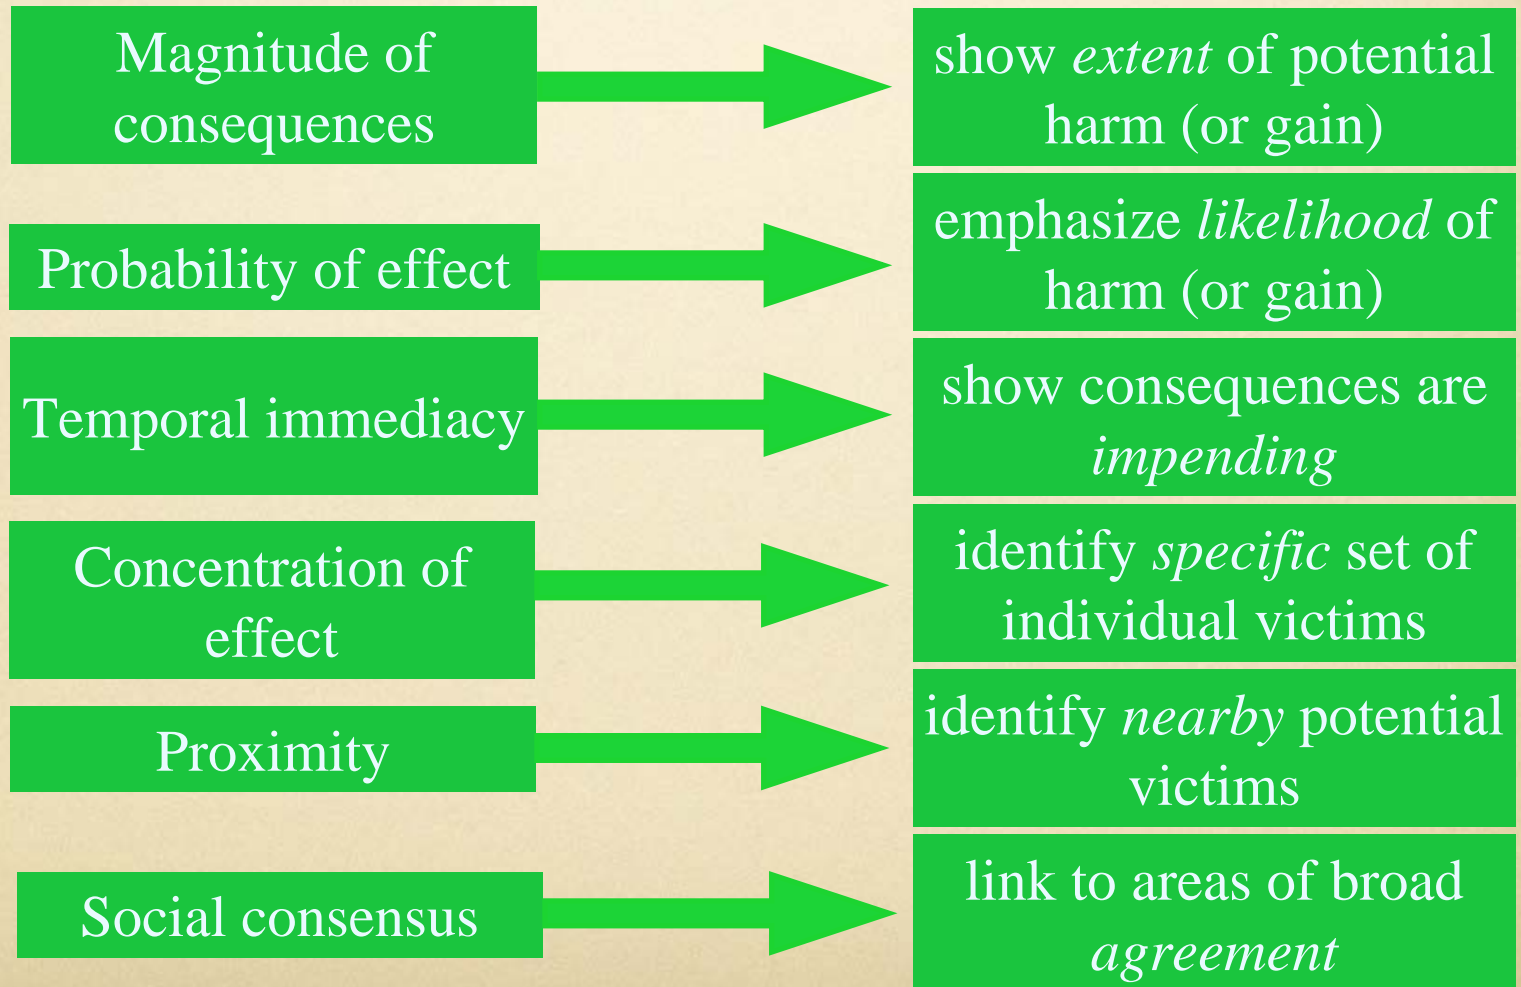 Magnitude of
consequences
show extent of potential
harm (or gain)
Probability of effect
emphasize likelihood of
harm (or gain)
Temporal immediacy
show consequences are
impending
Concentration of
effect
identify specific set of
individual victims
Proximity
identify nearby potential
victims
Social consensus
link to areas of broad
agreement